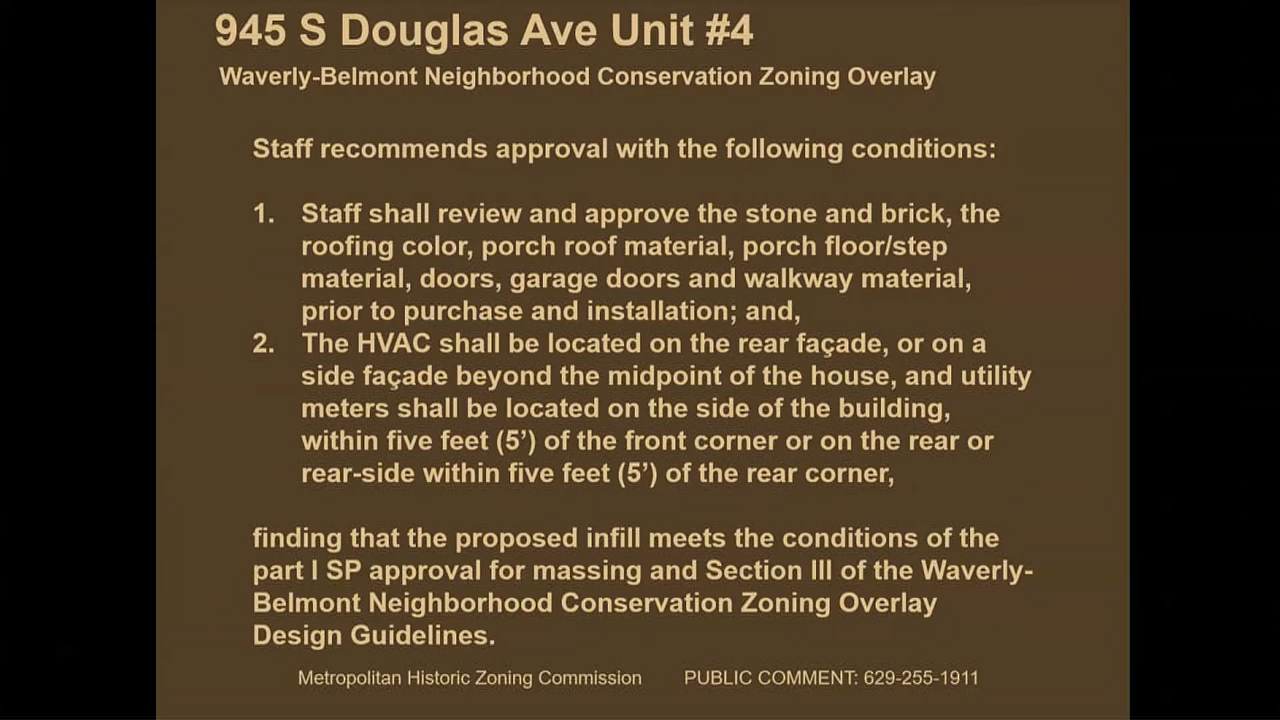 945 S Douglas Ave Unit #4
Waverly-Belmont Neighborhood Conservation Zoning Overlay
Staff recommends approval with the following conditions:
1. Staff shall review and approve the stone and brick, the
roofing color, porch roof material, porch floor/step
material, doors, garage doors and walkway material,
prior to purchase and installation; and,
2. The HVAC shall be located on the rear façade, or on a
side façade beyond the midpoint of the house, and utility
meters shall be located on the side of the building,
within five feet (5’) of the front corner or on the rear or
rear-side within five feet (5’) of the rear corner,
finding that the proposed infill meets the conditions of the
part I SP approval for massing and Section III of the Waverly-
Belmont Neighborhood Conservation Zoning Overlay
Design Guidelines.
Metropolitan Historic Zoning Commission PUBLIC COMMENT: 629-255-1911